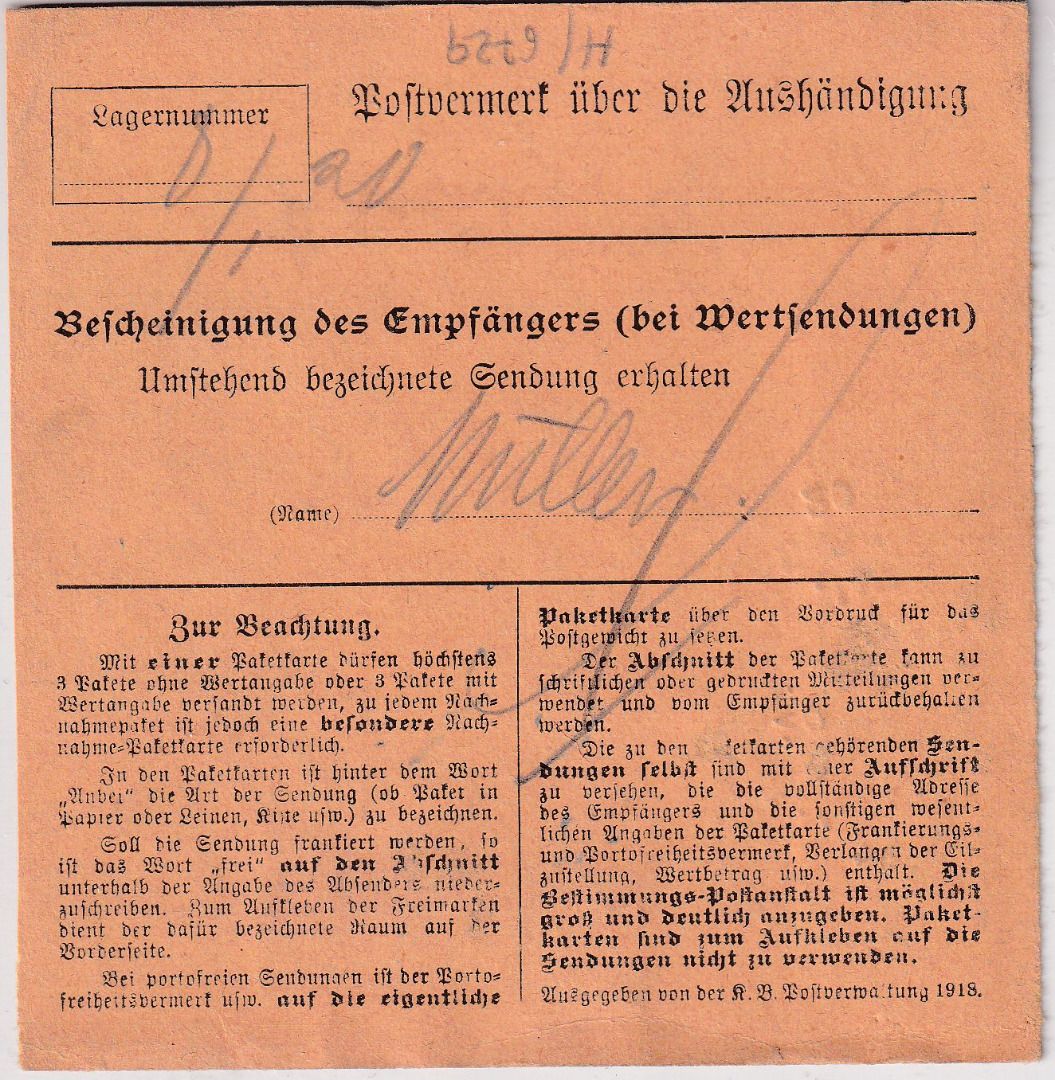 Lagernummer
Postvermerk über die Aushändigung
Bescheinigung des Empfängers (bei Wertsendungen)
Umstehend bezeichnete Sendung erhalten
Müller
(Name)
Zur Beachtung.
Mit einer Paketkarte dürfen höchstens
3 Pakete ohne Wertangabe oder 3 Pakete mit
Wertangabe versandt werden, zu jedem Nach-
nahmepaket ist jedoch eine besondere Nach-
nahme-Paketkarte erforderlich.
In den Paketkarten ist hinter dem Wort
„Anbei“ die Art der Sendung (ob Paket in
Papier oder Leinen, Kiste usw.) zu bezeichnen.
Soll die Sendung frankiert werden, so
ist das Wort „frei“ auf den Abschnitt
unterhalb der Angabe des Absenders nieder-
zuschreiben. Zum Aufkleben der Freimarken
dient der dafür bezeichnete Raum auf der
Vorderseite.
Bei portofreien Sendungen ist der Porto-
freiheitsvermerk usw. auf die eigentliche
Paketkarte über den Vordruck für das
Postgewicht zu setzen.
Der Abschnitt der Paketkarte kann zu
schriftlichen oder gedruckten Mitteilungen ver-
wendet und vom Empfänger zurückbehalten
werden.
Die zu den Paketkarten gehörenden Sen-
dungen selbst sind mit einer Aufschrift
zu versehen, die die vollständige Adresse
des Empfängers und die sonstigen wesent-
lichen Angaben der Paketkarte (Frankierungs-
und Portofreiheitsvermerk, Verlangen der Eil-
zustellung, Wertbetrag usw.) enthält. Die
Bestimmungs-Postanstalt ist möglichst
groß und deutlich anzugeben. Paket-
karten sind zum Aufkleben auf die
Sendungen nicht zu verwenden.
Ausgegeben von der K. B. Postverwaltung 1918.